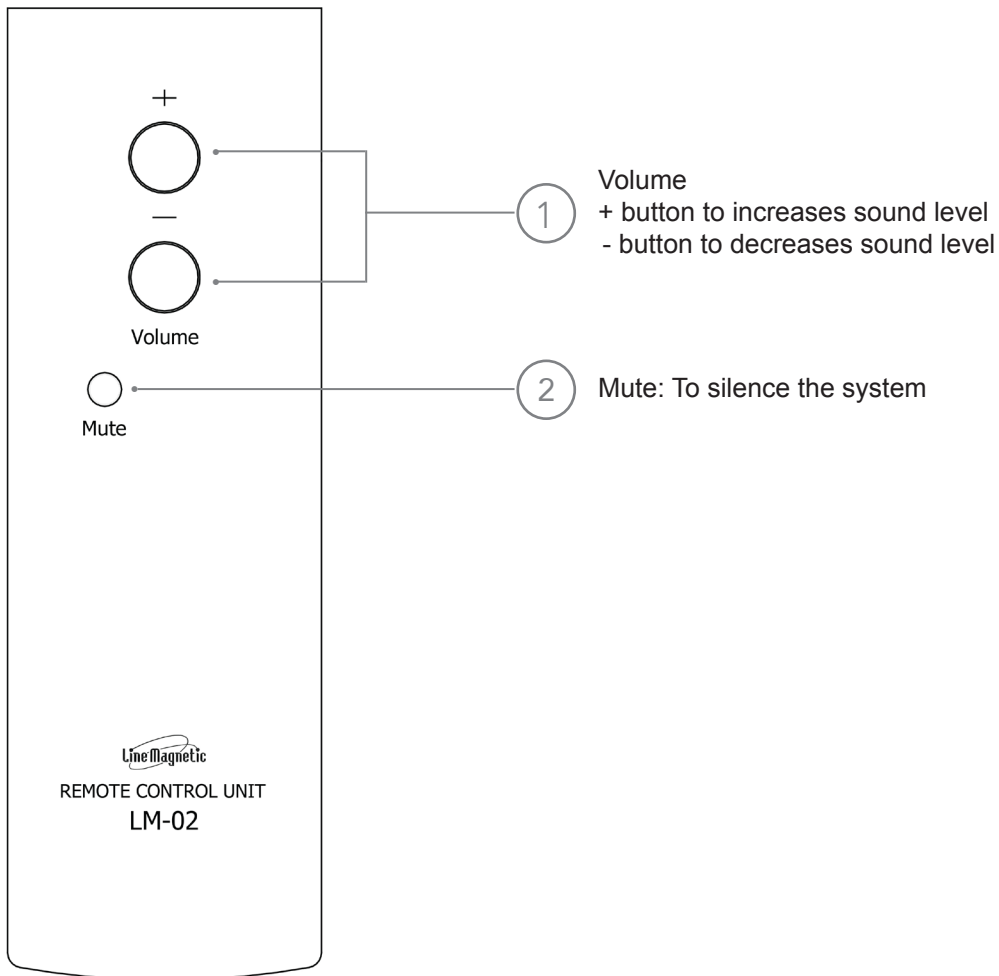 +
—
Volume
Mute
1
Volume
+ button to increases sound level
- button to decreases sound level
2
Mute: To silence the system
Line Magnetic
REMOTE CONTROL UNIT
LM-02